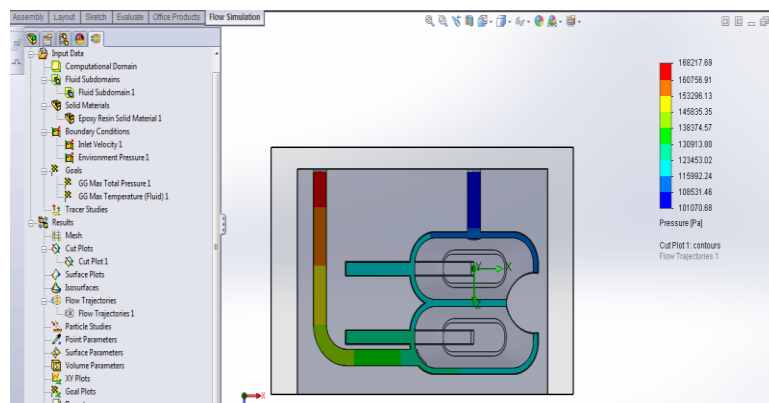 Assembly Layout Sketch Evaluate Office Products Flow Simulation
Input Data
Computational Domain
Fluid Subdomains
Fluid Subdomain 1
Solid Materials
Epoxy Resin Solid Material 1
Boundary Conditions
Inlet Velocity 1
Environment Pressure 1
Goals
GG Max Total Pressure 1
GG Max Temperature (Fluid) 1
Tracer Studies
Results
Mesh
Cut Plots
Cut Plot 1
Surface Plots
Isosurfaces
Flow Trajectories
Flow Trajectories 1
Particle Studies
Point Parameters
Surface Parameters
Volume Parameters
XY Plots
Goal Plots
168217.69
160756.91
153296.13
145835.35
138374.57
130913.80
123453.02
115992.24
108531.46
101070.68
Pressure [Pa]
Cut Plot 1: contours
Flow Trajectories 1
Y
X
Z
X